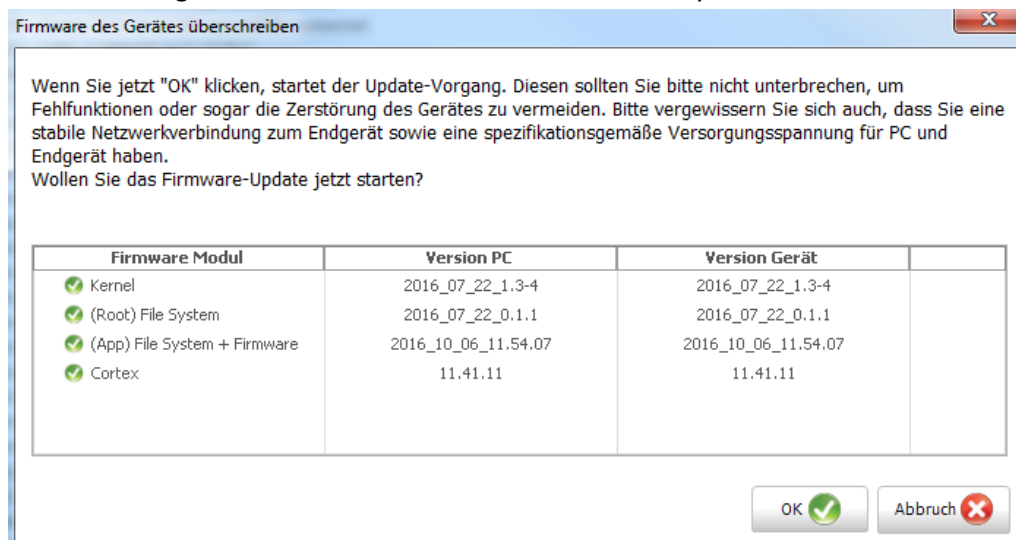 Firmware des Gerätes überschreiben
Wenn Sie jetzt "OK" klicken, startet der Update-Vorgang. Diesen sollten Sie bitte nicht unterbrechen, um
Fehlfunktionen oder sogar die Zerstörung des Gerätes zu vermeiden. Bitte vergewissern Sie sich auch, dass Sie eine
stabile Netzwerkverbindung zum Endgerät sowie eine spezifikationsgemäße Versorgungsspannung für PC und
Endgerät haben.
Wollen Sie das Firmware-Update jetzt starten?
Firmware Modul Version PC Version Gerät
Kernel 2016_07_22_1.3-4 2016_07_22_1.3-4
(Root) File System 2016_07_22_0.1.1 2016_07_22_0.1.1
(App) File System + Firmware 2016_10_06_11.54.07 2016_10_06_11.54.07
Cortex 11.41.11 11.41.11
OK Abbruch